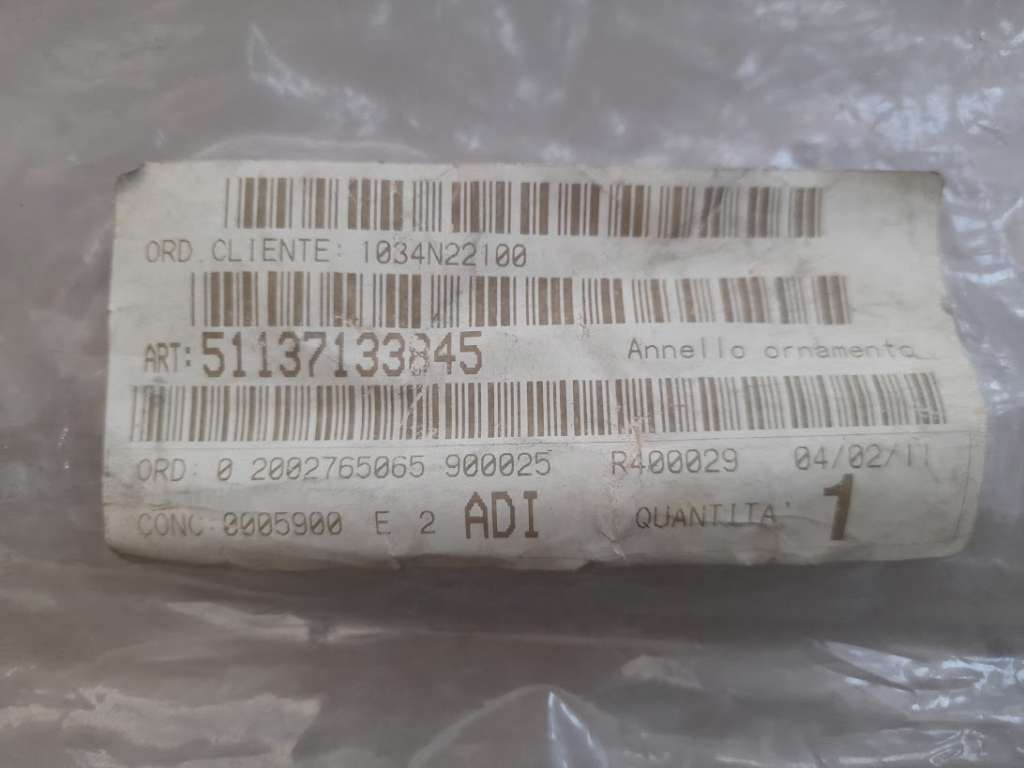 ORD. CLIENTE: 1034N22100
ART: 51137133845 Annello ornamento
ORD: 0 2002765065 900025 R400029 04/02/11
CONC 0005900 E 2 ADI QUANTITA' 1